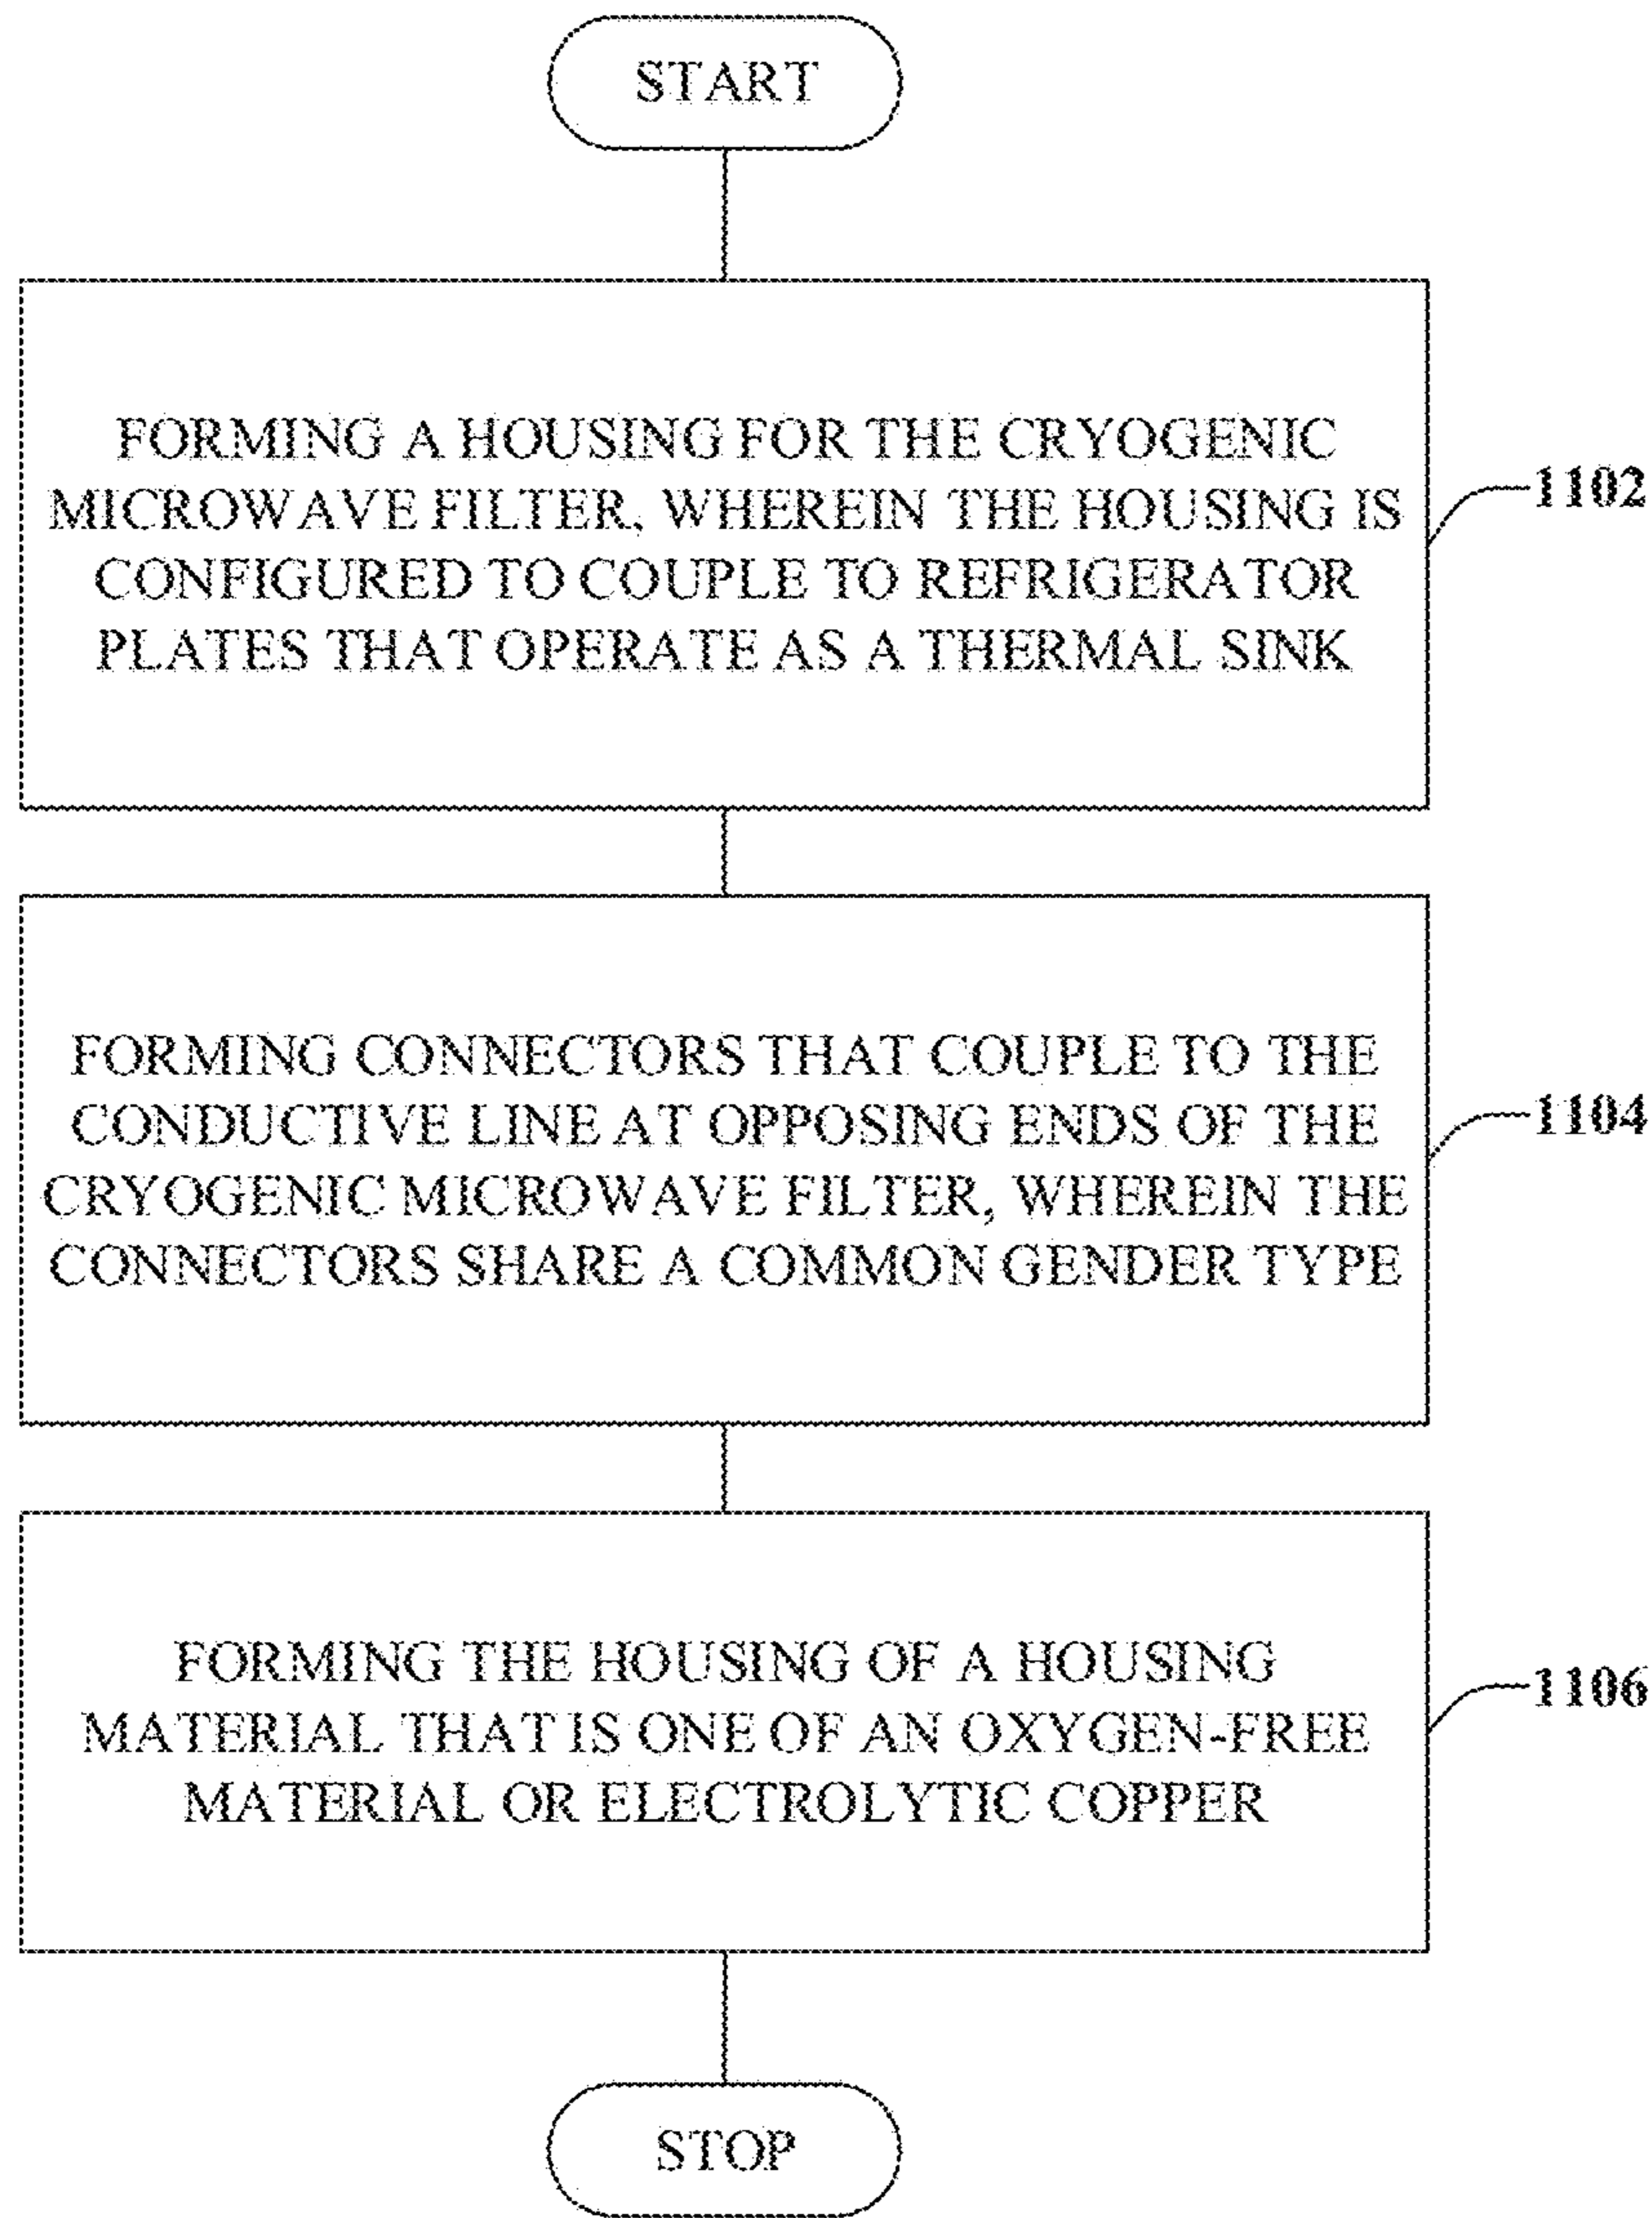 START
FORMING A HOUSING FOR THE CRYOGENIC
MICROWAVE FILTER, WHEREIN THE HOUSING IS
CONFIGURED TO COUPLE TO REFRIGERATOR
PLATES THAT OPERATE AS A THERMAL SINK
1102
FORMING CONNECTORS THAT COUPLE TO THE
CONDUCTIVE LINE AT OPPOSING ENDS OF THE
CRYOGENIC MICROWAVE FILTER, WHEREIN THE
CONNECTORS SHARE A COMMON GENDER TYPE
1104
FORMING THE HOUSING OF A HOUSING
MATERIAL THAT IS ONE OF AN OXYGEN-FREE
MATERIAL OR ELECTROLYTIC COPPER
1106
STOP